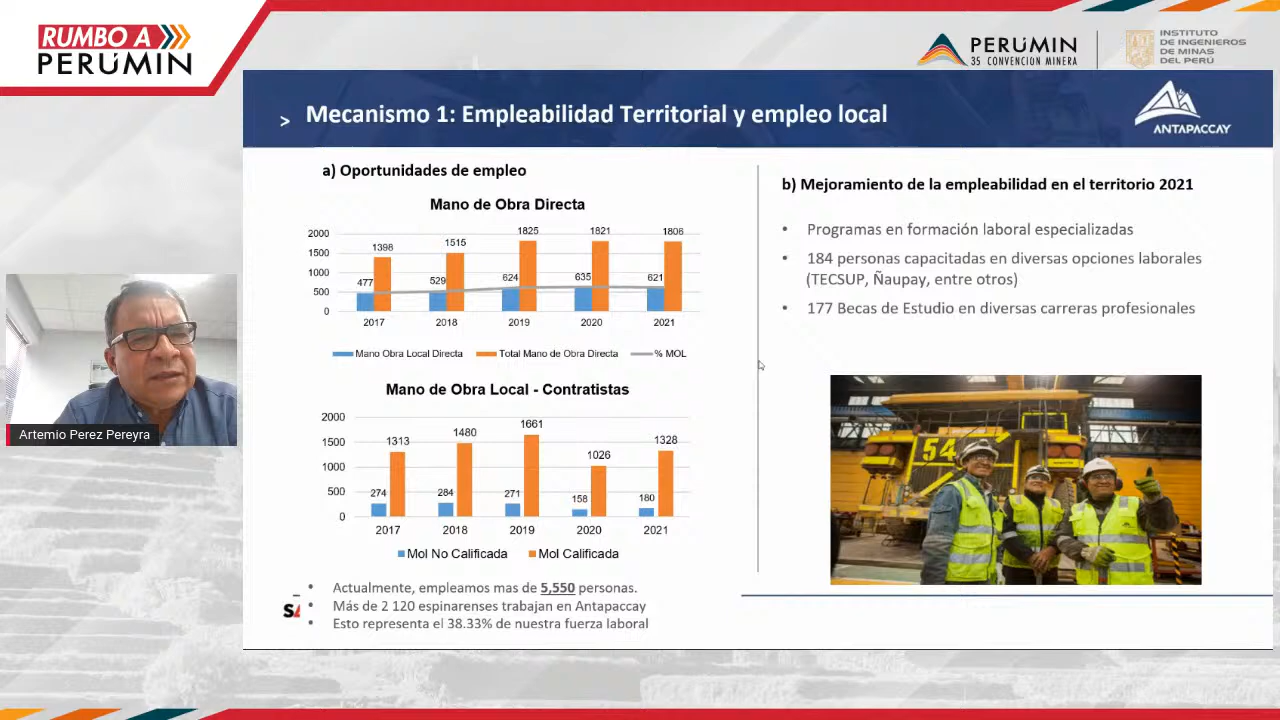 RUMBO A
PERÚMIN
PERÚMIN
35 CONVENCIÓN MINERA
INSTITUTO
DE INGENIEROS
DE MINAS
DEL PERÚ
> Mecanismo 1: Empleabilidad Territorial y empleo local
ANTAPACCAY
a) Oportunidades de empleo
Mano de Obra Directa
2000
1500
1000
500
0
477
1398
529
1515
624
1825
635
1821
621
1806
2017 2018 2019 2020 2021
Mano Obra Local Directa Total Mano de Obra Directa % MOL
Mano de Obra Local - Contratistas
2000
1500
1000
500
0
274
1313
284
1480
271
1661
158
1026
180
1328
2017 2018 2019 2020 2021
Mol No Calificada Mol Calificada
• Actualmente, empleamos mas de 5,550 personas.
• Más de 2 120 espinarenses trabajan en Antapaccay
• Esto representa el 38.33% de nuestra fuerza laboral
b) Mejoramiento de la empleabilidad en el territorio 2021
• Programas en formación laboral especializadas
• 184 personas capacitadas en diversas opciones laborales
(TECSUP, Ñaupay, entre otros)
• 177 Becas de Estudio en diversas carreras profesionales
54
Artemio Perez Pereyra